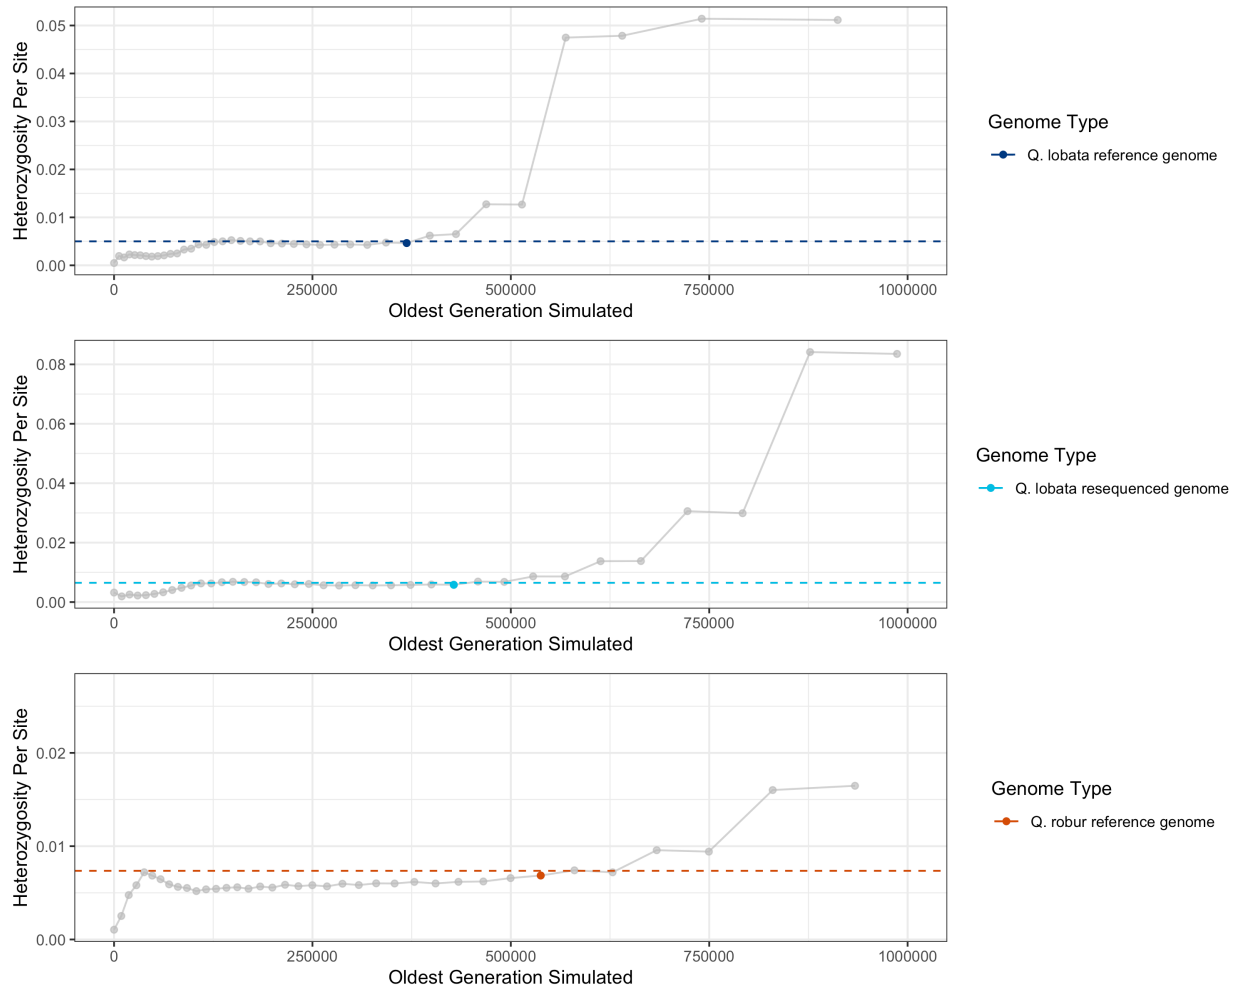 0.05
0.04
0.03
0.02
0.01
0.00
Heterozygosity Per Site
0 250000 500000 750000 1000000
Oldest Generation Simulated
Genome Type
Q. lobata reference genome
0.08
0.06
0.04
0.02
0.00
Heterozygosity Per Site
0 250000 500000 750000 1000000
Oldest Generation Simulated
Genome Type
Q. lobata resequenced genome
0.02
0.01
0.00
Heterozygosity Per Site
0 250000 500000 750000 1000000
Oldest Generation Simulated
Genome Type
Q. robur reference genome